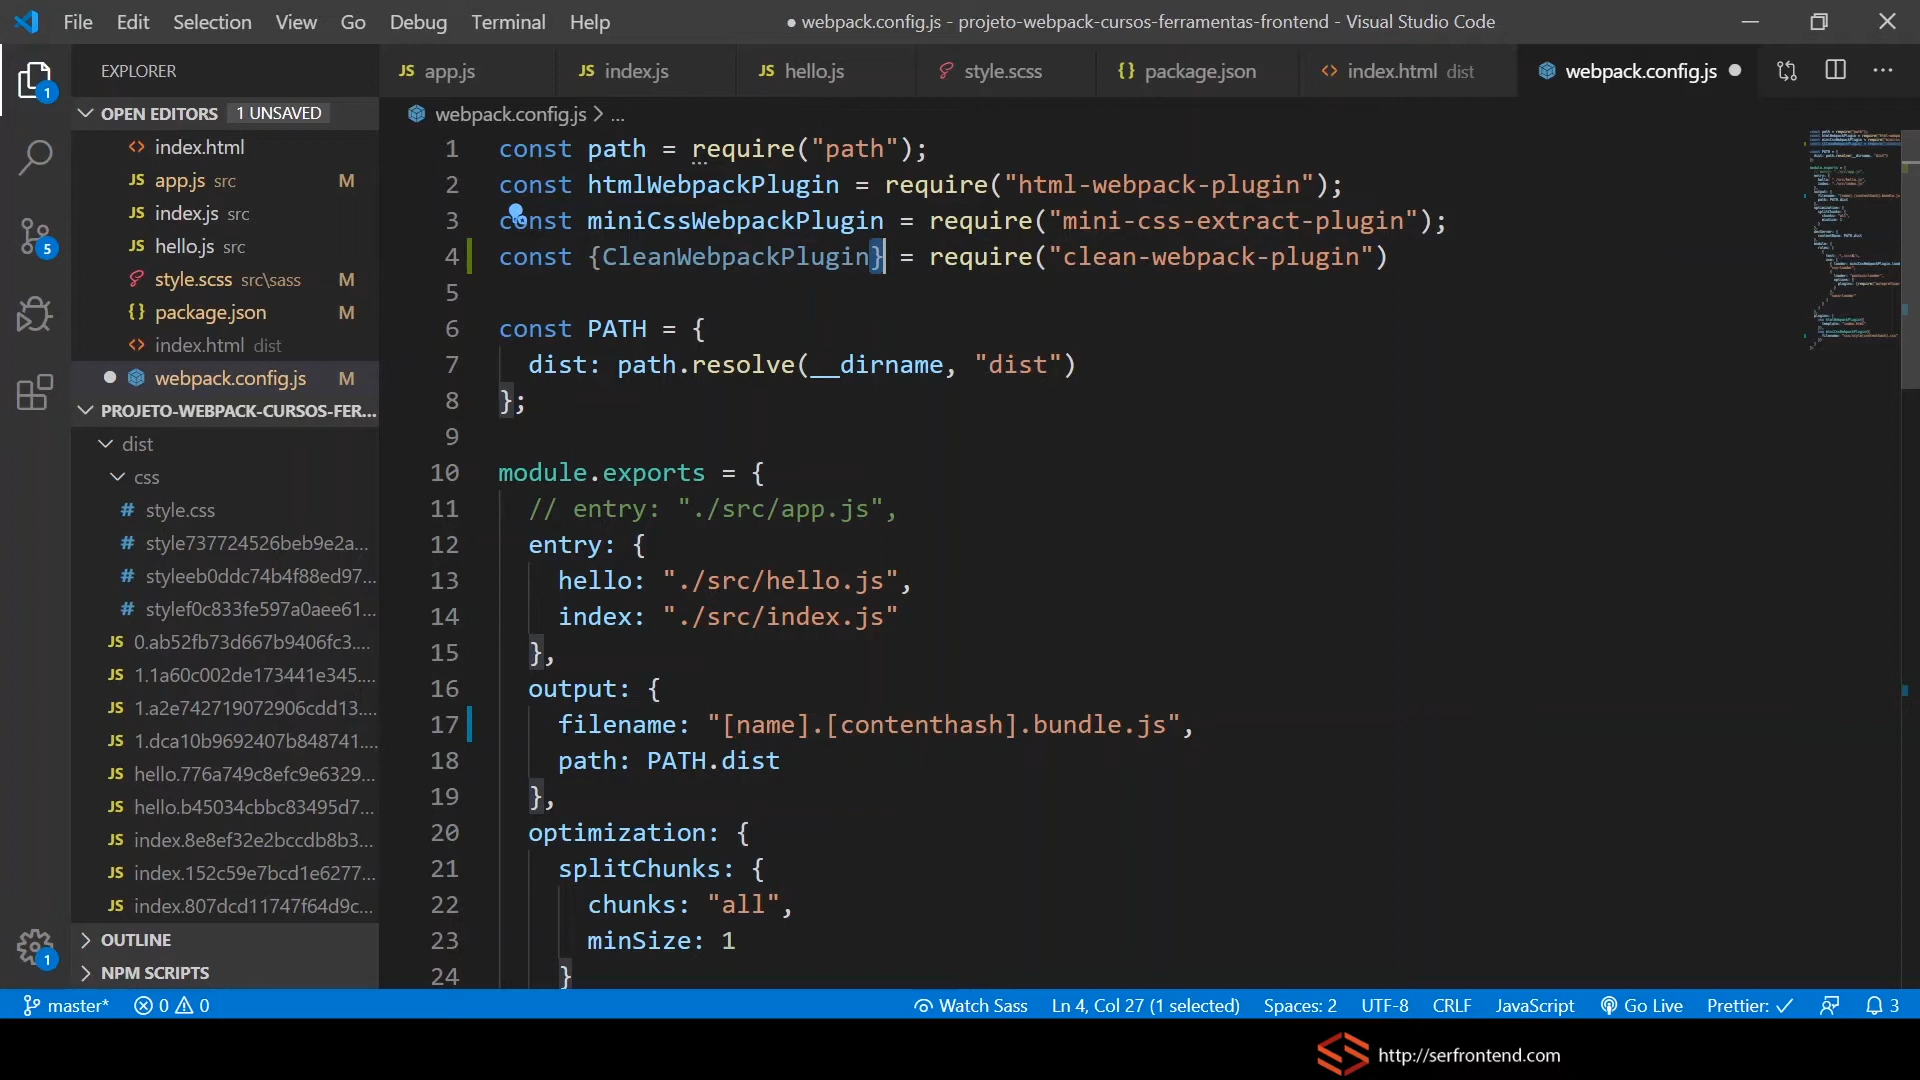 File Edit Selection View Go Debug Terminal Help
● webpack.config.js - projeto-webpack-cursos-ferramentas-frontend - Visual Studio Code
EXPLORER
OPEN EDITORS 1 UNSAVED
index.html
JS app.js src M
JS index.js src
JS hello.js src
style.scss src\sass M
{} package.json M
index.html dist
webpack.config.js M
PROJETO-WEBPACK-CURSOS-FER...
dist
css
# style.css
# style737724526beb9e2a...
# styleeb0ddc74b4f88ed97...
# stylef0c833fe597a0aee61...
JS 0.ab52fb73d667b9406fc3....
JS 1.1a60c002de173441e345....
JS 1.a2e742719072906cdd13....
JS 1.dca10b9692407b848741....
JS hello.776a749c8efc9e6329...
JS hello.b45034cbbc83495d7...
JS index.8e8ef32e2bccdb8b3...
JS index.152c59e7bcd1e6277...
JS index.807dcd11747f64d9c...
OUTLINE
NPM SCRIPTS
1
5
1
JS app.js JS index.js JS hello.js style.scss {} package.json <> index.html dist webpack.config.js ●
webpack.config.js > ...
1 const path = require("path");
2 const htmlWebpackPlugin = require("html-webpack-plugin");
3 const miniCssWebpackPlugin = require("mini-css-extract-plugin");
4 const {CleanWebpackPlugin} = require("clean-webpack-plugin")
5
6 const PATH = {
7 dist: path.resolve(__dirname, "dist")
8 };
9
10 module.exports = {
11 // entry: "./src/app.js",
12 entry: {
13 hello: "./src/hello.js",
14 index: "./src/index.js"
15 },
16 output: {
17 filename: "[name].[contenthash].bundle.js",
18 path: PATH.dist
19 },
20 optimization: {
21 splitChunks: {
22 chunks: "all",
23 minSize: 1
24 }
master* 0 0 Watch Sass Ln 4, Col 27 (1 selected) Spaces: 2 UTF-8 CRLF JavaScript Go Live Prettier: ✓ 3
http://serfrontend.com